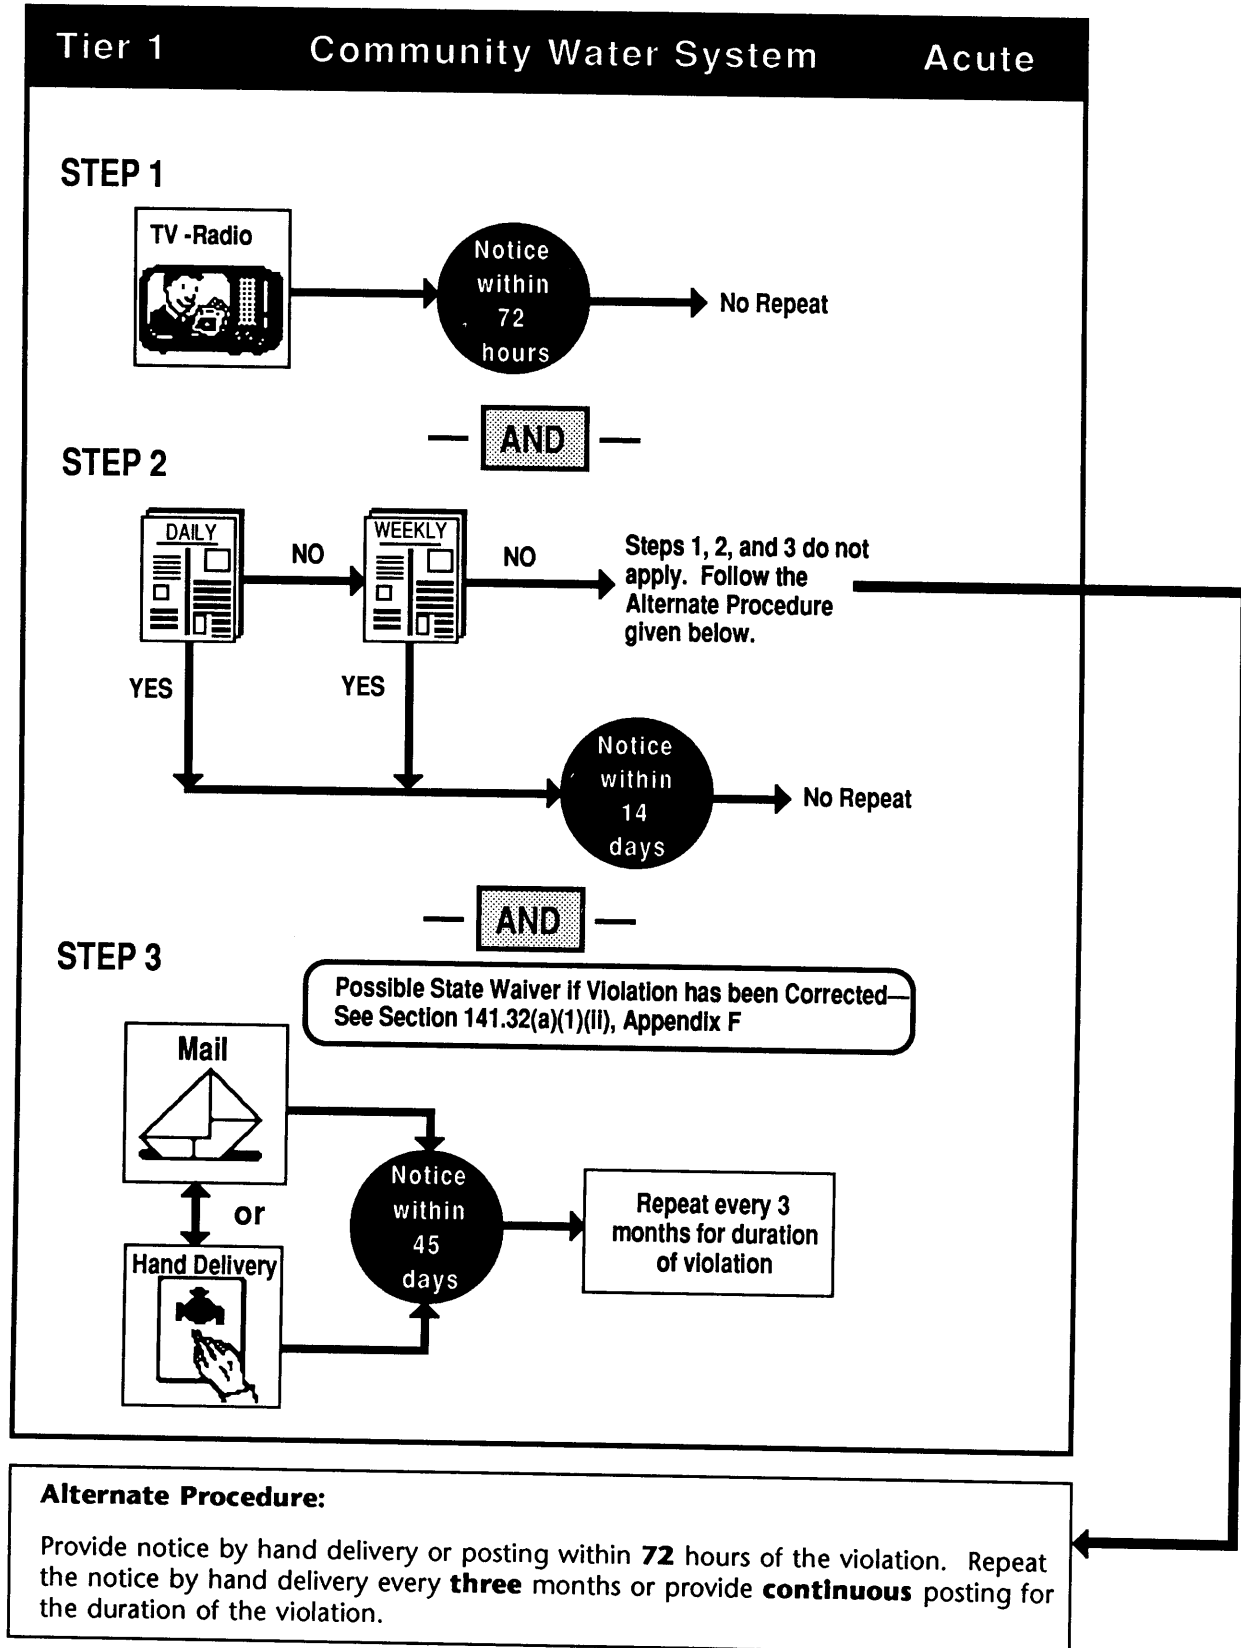 Tier 1 Community Water System Acute
STEP 1
TV -Radio
Notice
within
72
hours
No Repeat
AND
STEP 2
DAILY
NO
WEEKLY
NO
Steps 1, 2, and 3 do not
apply. Follow the
Alternate Procedure
given below.
YES
YES
Notice
within
14
days
No Repeat
AND
STEP 3
Possible State Waiver if Violation has been Corrected—
See Section 141.32(a)(1)(ii), Appendix F
Mail
or
Hand Delivery
Notice
within
45
days
Repeat every 3
months for duration
of violation
Alternate Procedure:
Provide notice by hand delivery or posting within 72 hours of the violation. Repeat
the notice by hand delivery every three months or provide continuous posting for
the duration of the violation.